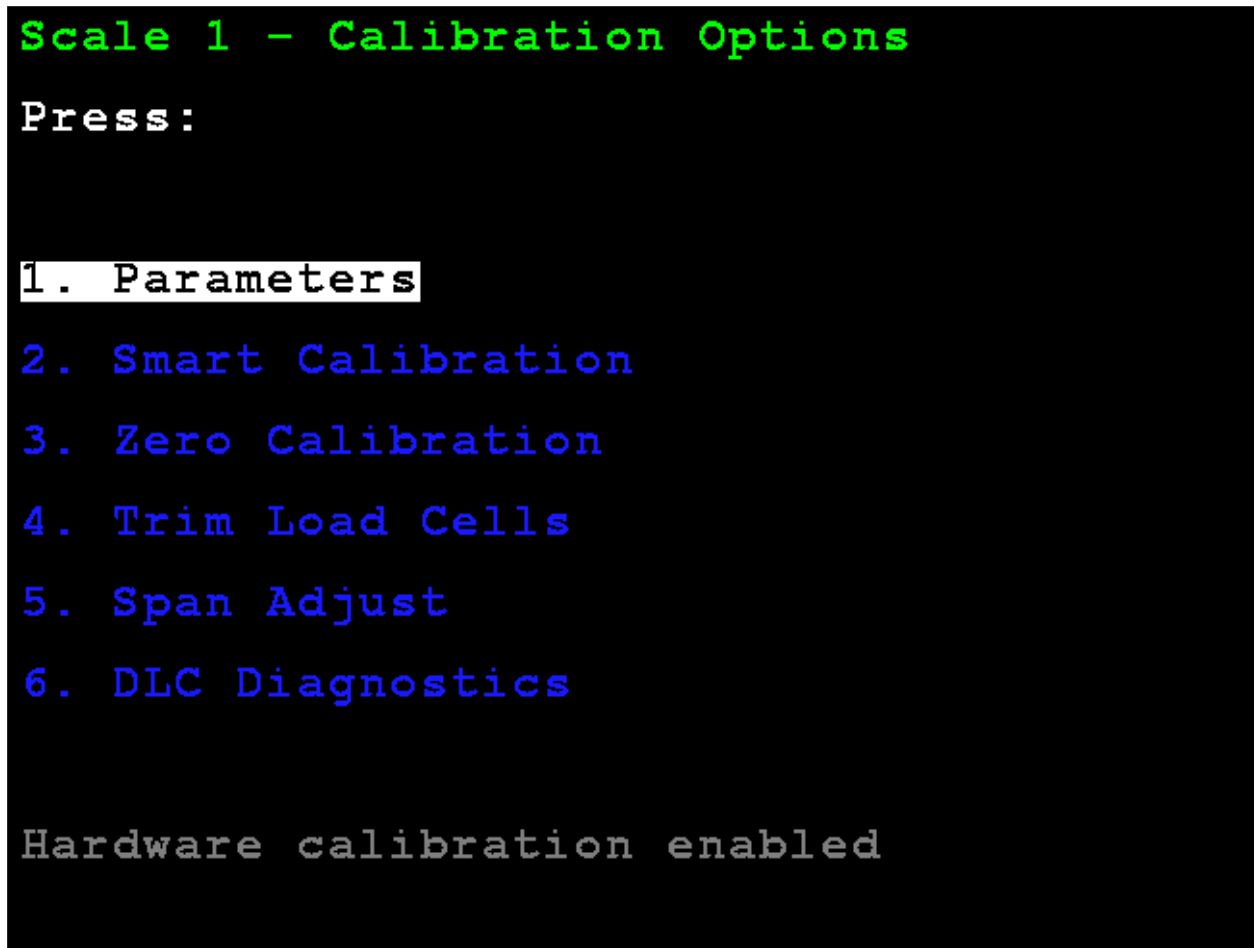 Scale 1 - Calibration Options
Press:
1. Parameters
2. Smart Calibration
3. Zero Calibration
4. Trim Load Cells
5. Span Adjust
6. DLC Diagnostics
Hardware calibration enabled